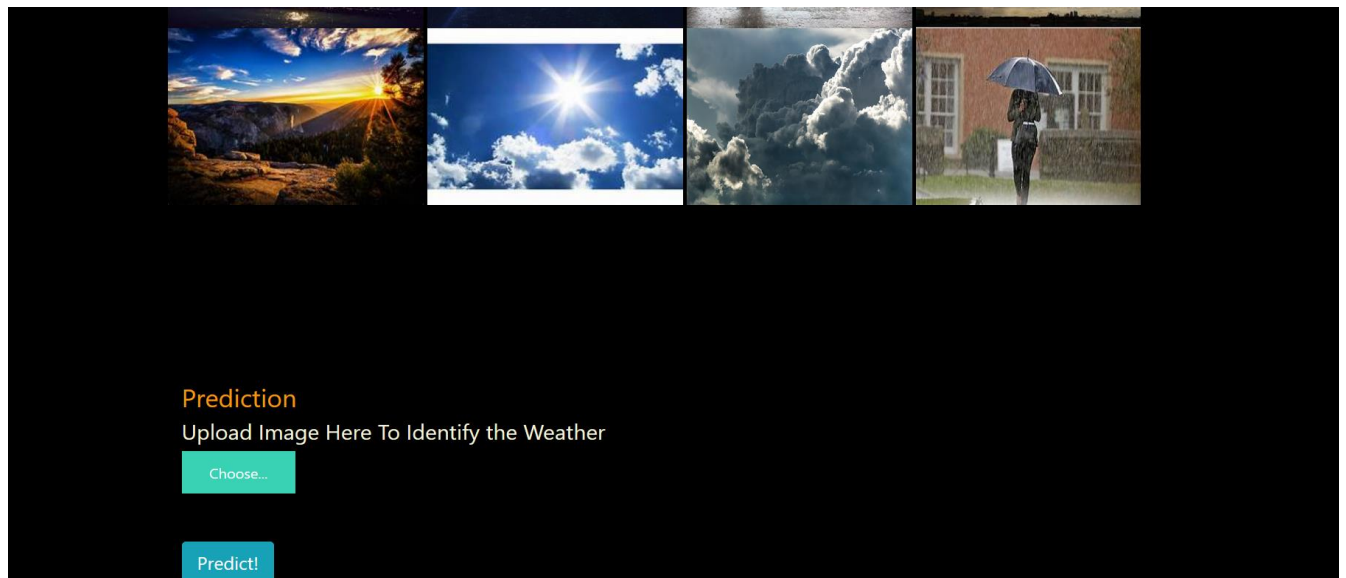 Prediction
Upload Image Here To Identify the Weather
Choose...
Predict!